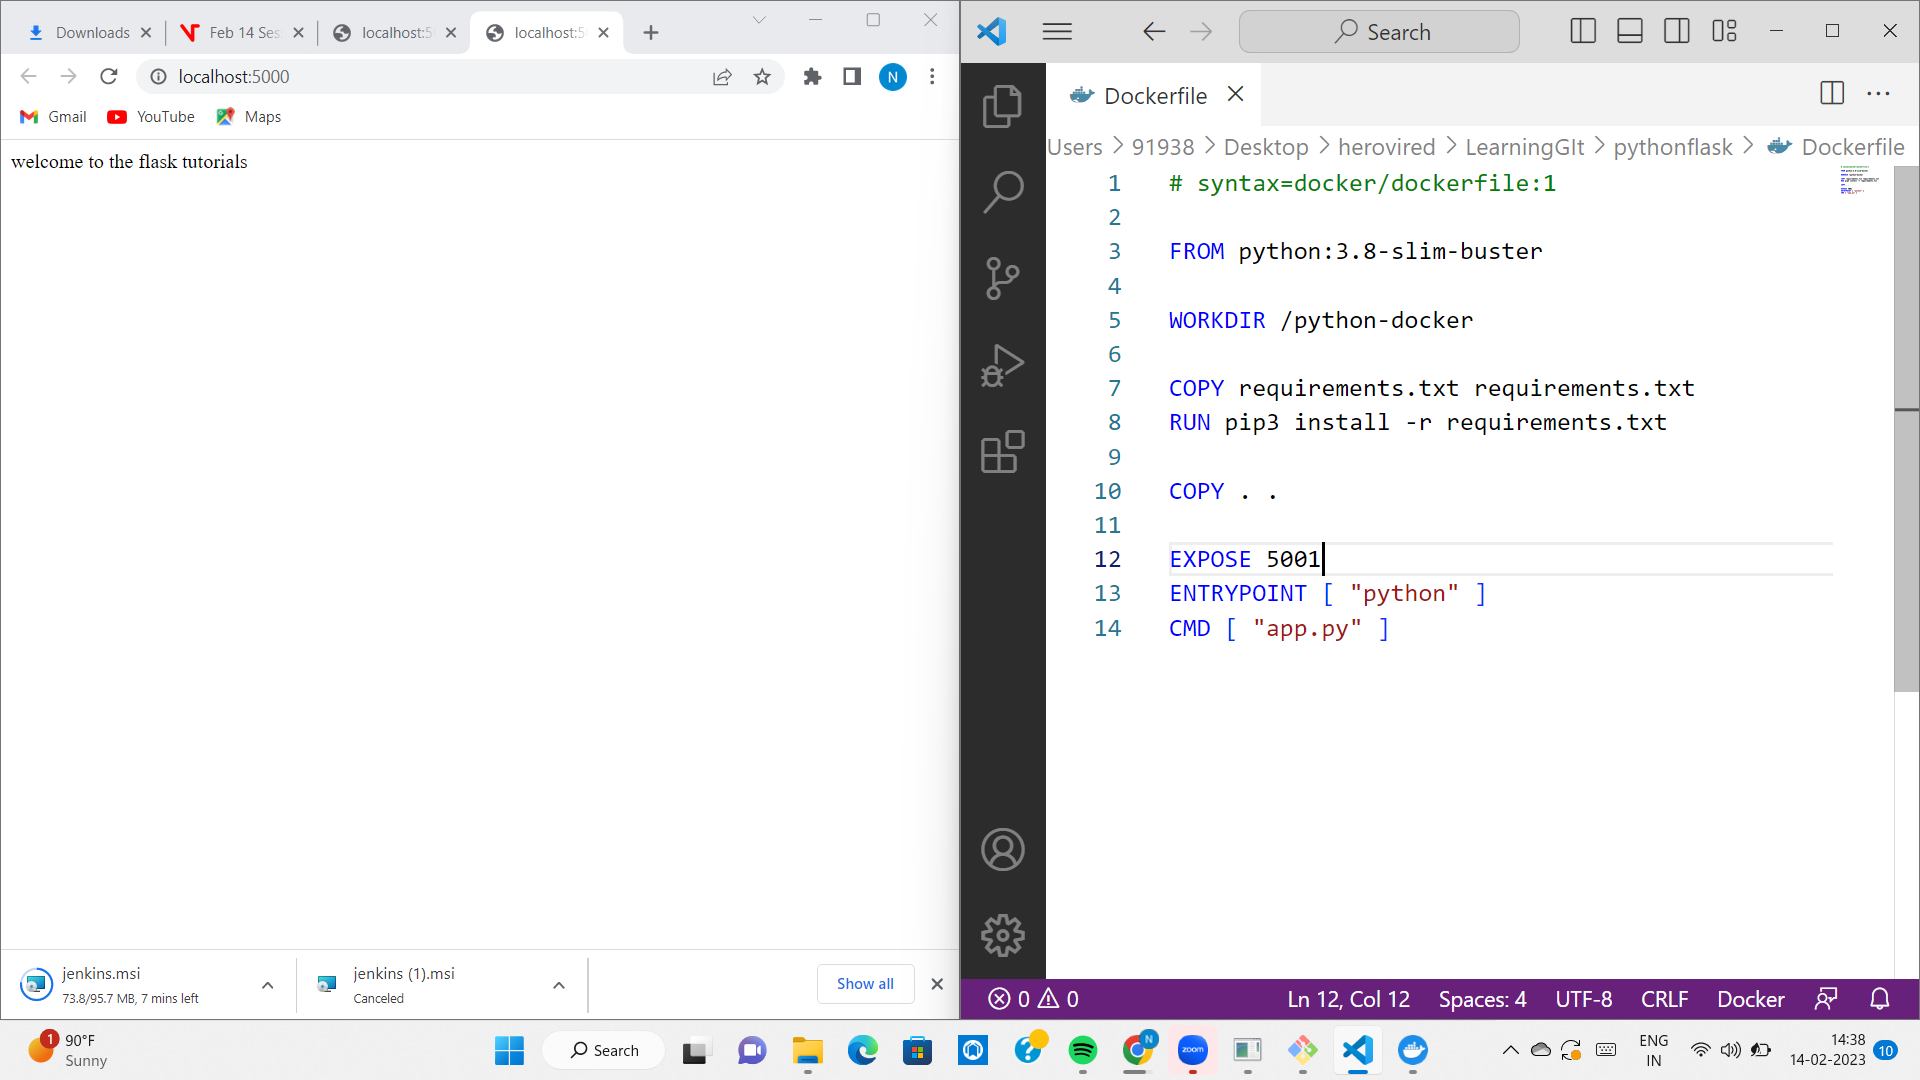 Downloads
Feb 14 Ses
localhost:5
localhost:5
localhost:5000
N
Gmail
YouTube
Maps
welcome to the flask tutorials
jenkins.msi
73.8/95.7 MB, 7 mins left
jenkins (1).msi
Canceled
Show all
Search
Dockerfile
Users > 91938 > Desktop > herovired > LearningGIt > pythonflask > Dockerfile
1 # syntax=docker/dockerfile:1
2
3 FROM python:3.8-slim-buster
4
5 WORKDIR /python-docker
6
7 COPY requirements.txt requirements.txt
8 RUN pip3 install -r requirements.txt
9
10 COPY . .
11
12 EXPOSE 5001
13 ENTRYPOINT [ "python" ]
14 CMD [ "app.py" ]
0 0
Ln 12, Col 12
Spaces: 4
UTF-8
CRLF
Docker
1
90°F
Sunny
Search
N
zoom
ENG
IN
14:38
14-02-2023
10